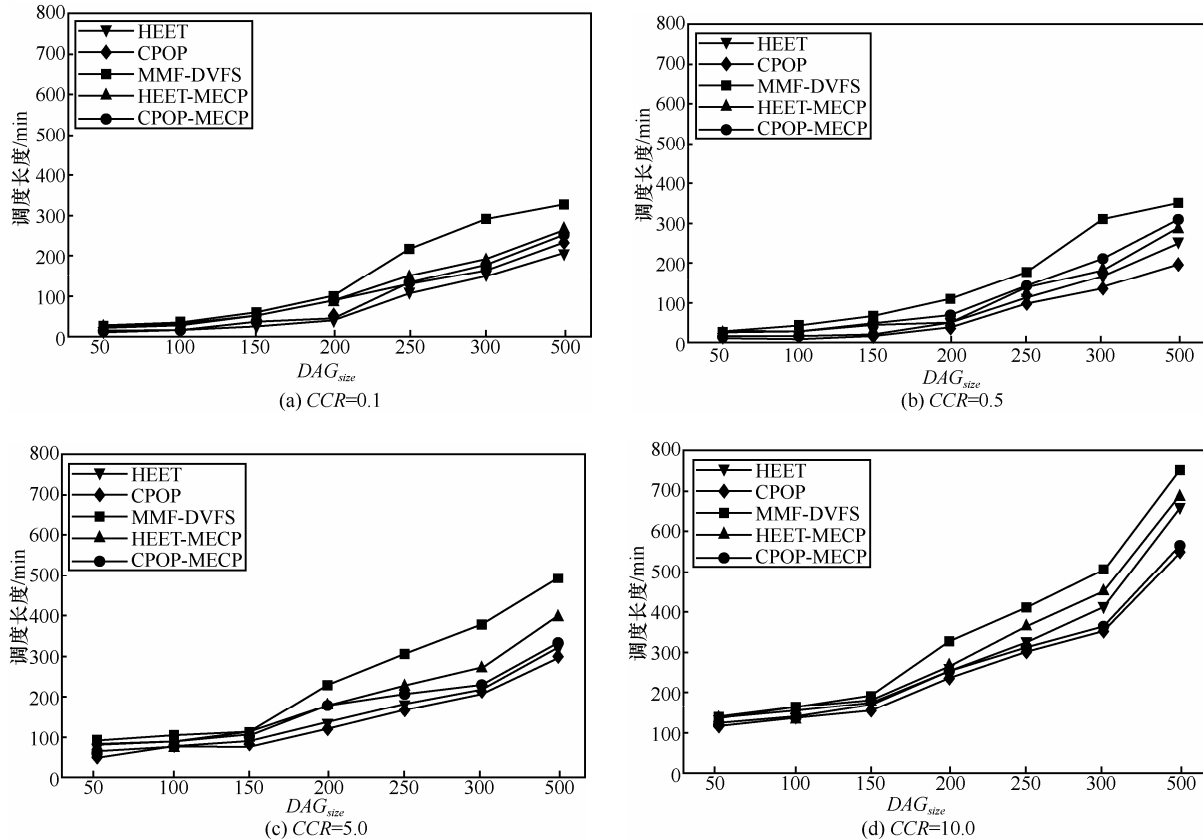 800
700
600
500
400
300
200
100
0
调度长度/min
HEET
CPOP
MMF-DVFS
HEET-MECP
CPOP-MECP
50 100 150 200 250 300 500
DAGsize
(a) CCR=0.1
800
700
600
500
400
300
200
100
0
调度长度/min
HEET
CPOP
MMF-DVFS
HEET-MECP
CPOP-MECP
50 100 150 200 250 300 500
DAGsize
(b) CCR=0.5
800
700
600
500
400
300
200
100
0
调度长度/min
HEET
CPOP
MMF-DVFS
HEET-MECP
CPOP-MECP
50 100 150 200 250 300 500
DAGsize
(c) CCR=5.0
800
700
600
500
400
300
200
100
0
调度长度/min
HEET
CPOP
MMF-DVFS
HEET-MECP
CPOP-MECP
50 100 150 200 250 300 500
DAGsize
(d) CCR=10.0